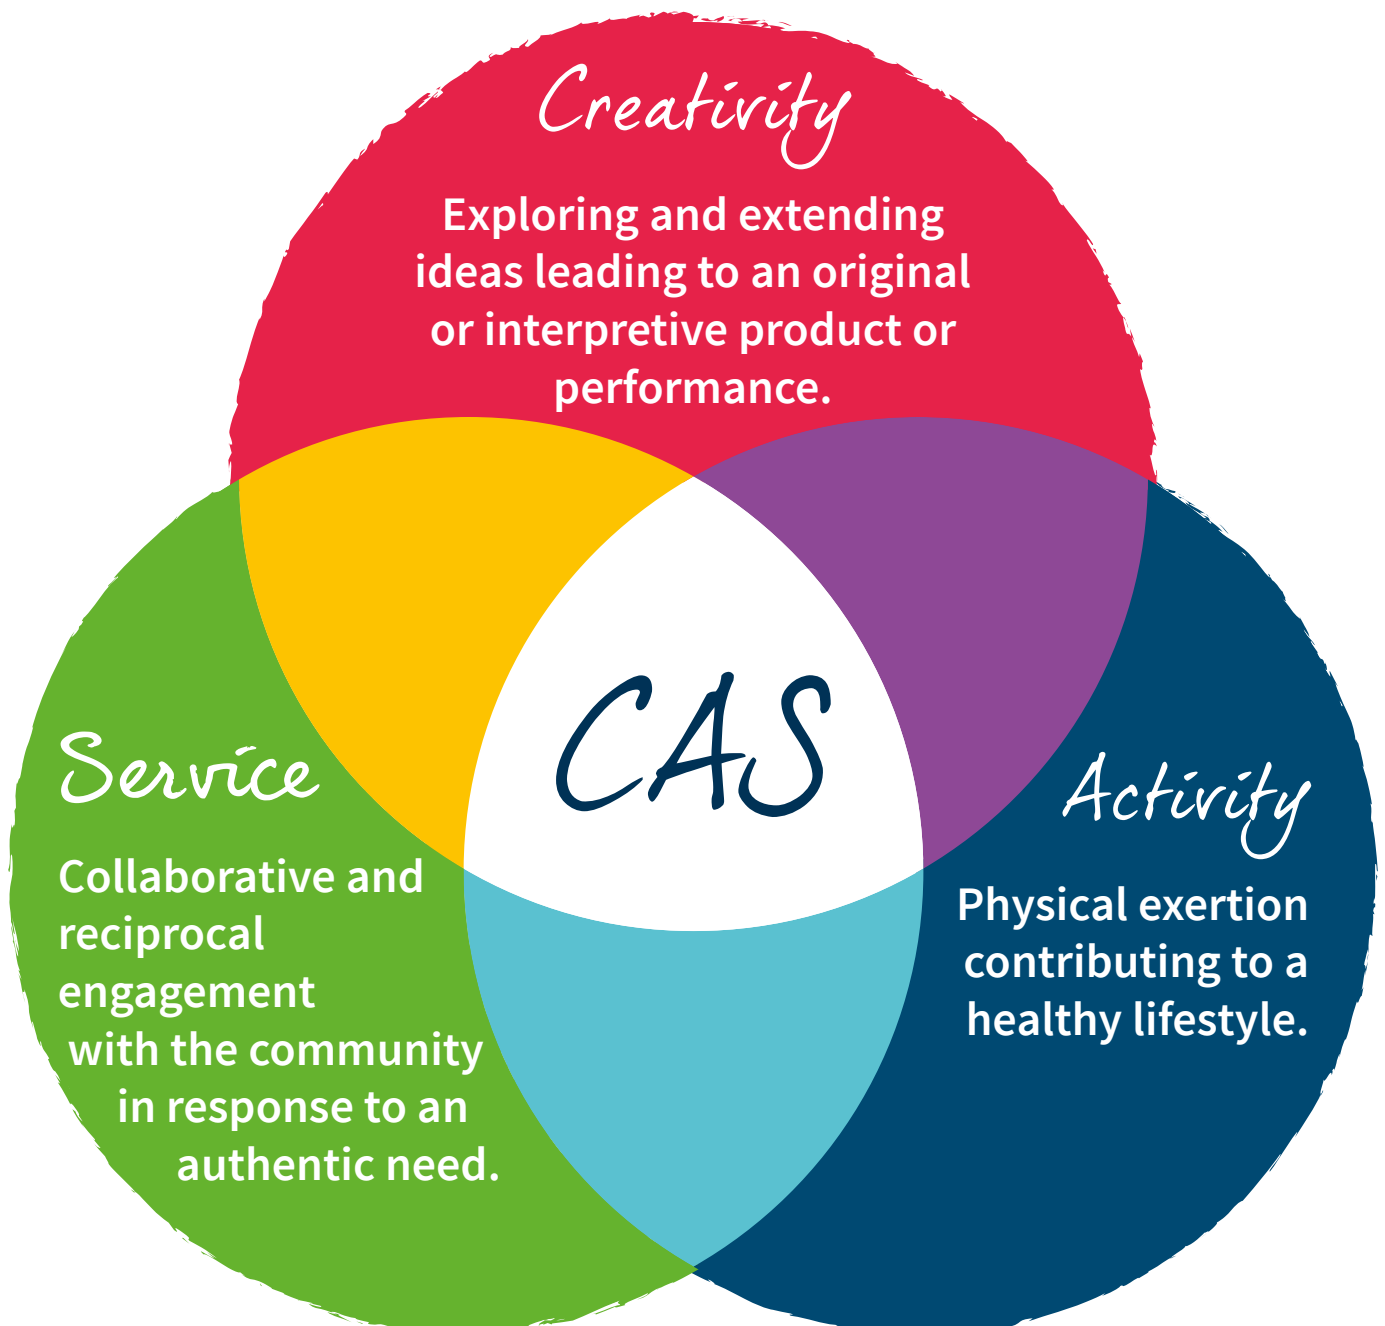 Creativity
Exploring and extending
ideas leading to an original
or interpretive product or
performance.
CAS
Service
Collaborative and
reciprocal
engagement
with the community
in response to an
authentic need.
Activity
Physical exertion
contributing to a
healthy lifestyle.